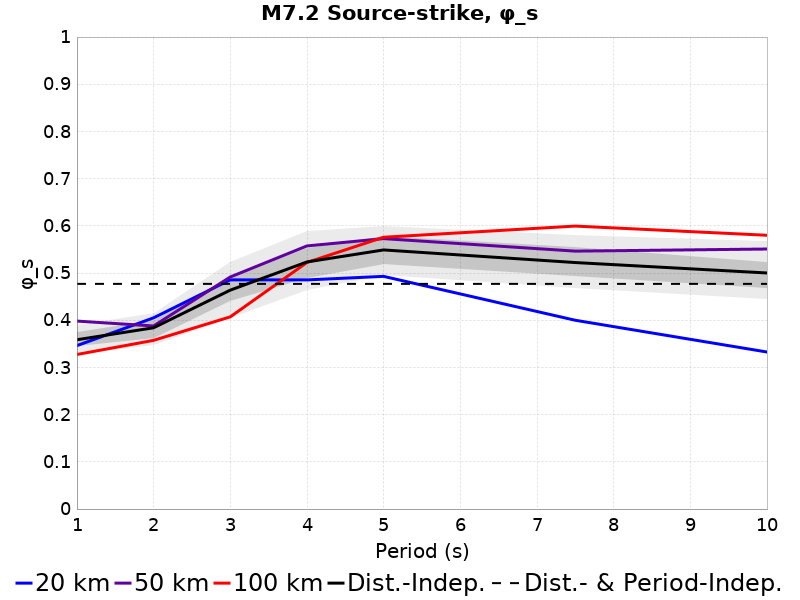 M7.2 Source-strike, φ_s
1
0.9
0.8
0.7
0.6
0.5
0.4
0.3
0.2
0.1
0
φ_s
1 2 3 4 5 6 7 8 9 10
Period (s)
20 km 50 km 100 km Dist.-Indep. Dist.- & Period-Indep.